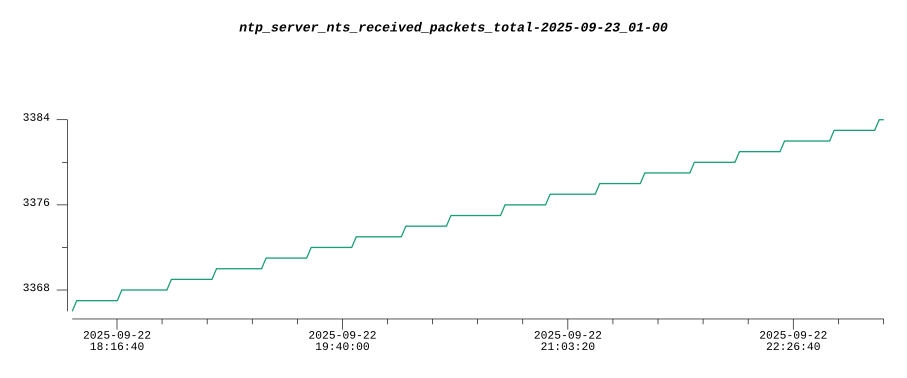 ntp_server_nts_received_packets_total-2025-09-23_01-00
3384
3376
3368
2025-09-22 2025-09-22 2025-09-22 2025-09-22
18:16:40 19:40:00 21:03:20 22:26:40